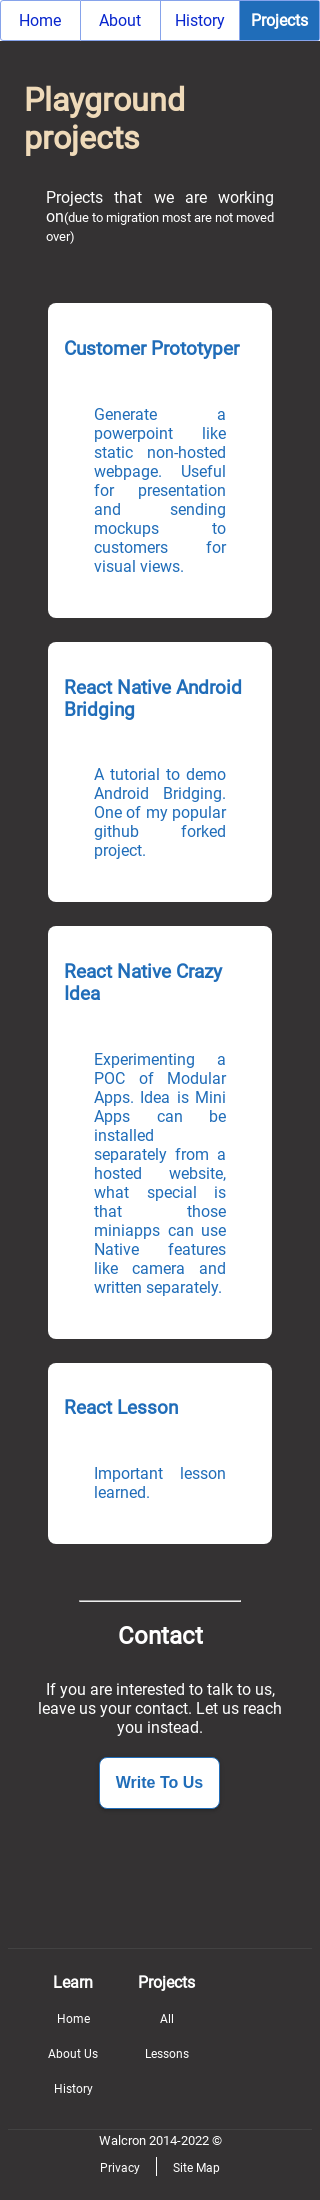 Home About History Projects
Playground
projects
Projects that we are working
on(due to migration most are not moved
over)
Customer Prototyper
Generate a
powerpoint like
static non-hosted
webpage. Useful
for presentation
and sending
mockups to
customers for
visual views.
React Native Android
Bridging
A tutorial to demo
Android Bridging.
One of my popular
github forked
project.
React Native Crazy
Idea
Experimenting a
POC of Modular
Apps. Idea is Mini
Apps can be
installed
separately from a
hosted website,
what special is
that those
miniapps can use
Native features
like camera and
written separately.
React Lesson
Important lesson
learned.
Contact
If you are interested to talk to us,
leave us your contact. Let us reach
you instead.
Write To Us
Learn Projects
Home All
About Us Lessons
History
Walcron 2014-2022 ©
Privacy Site Map